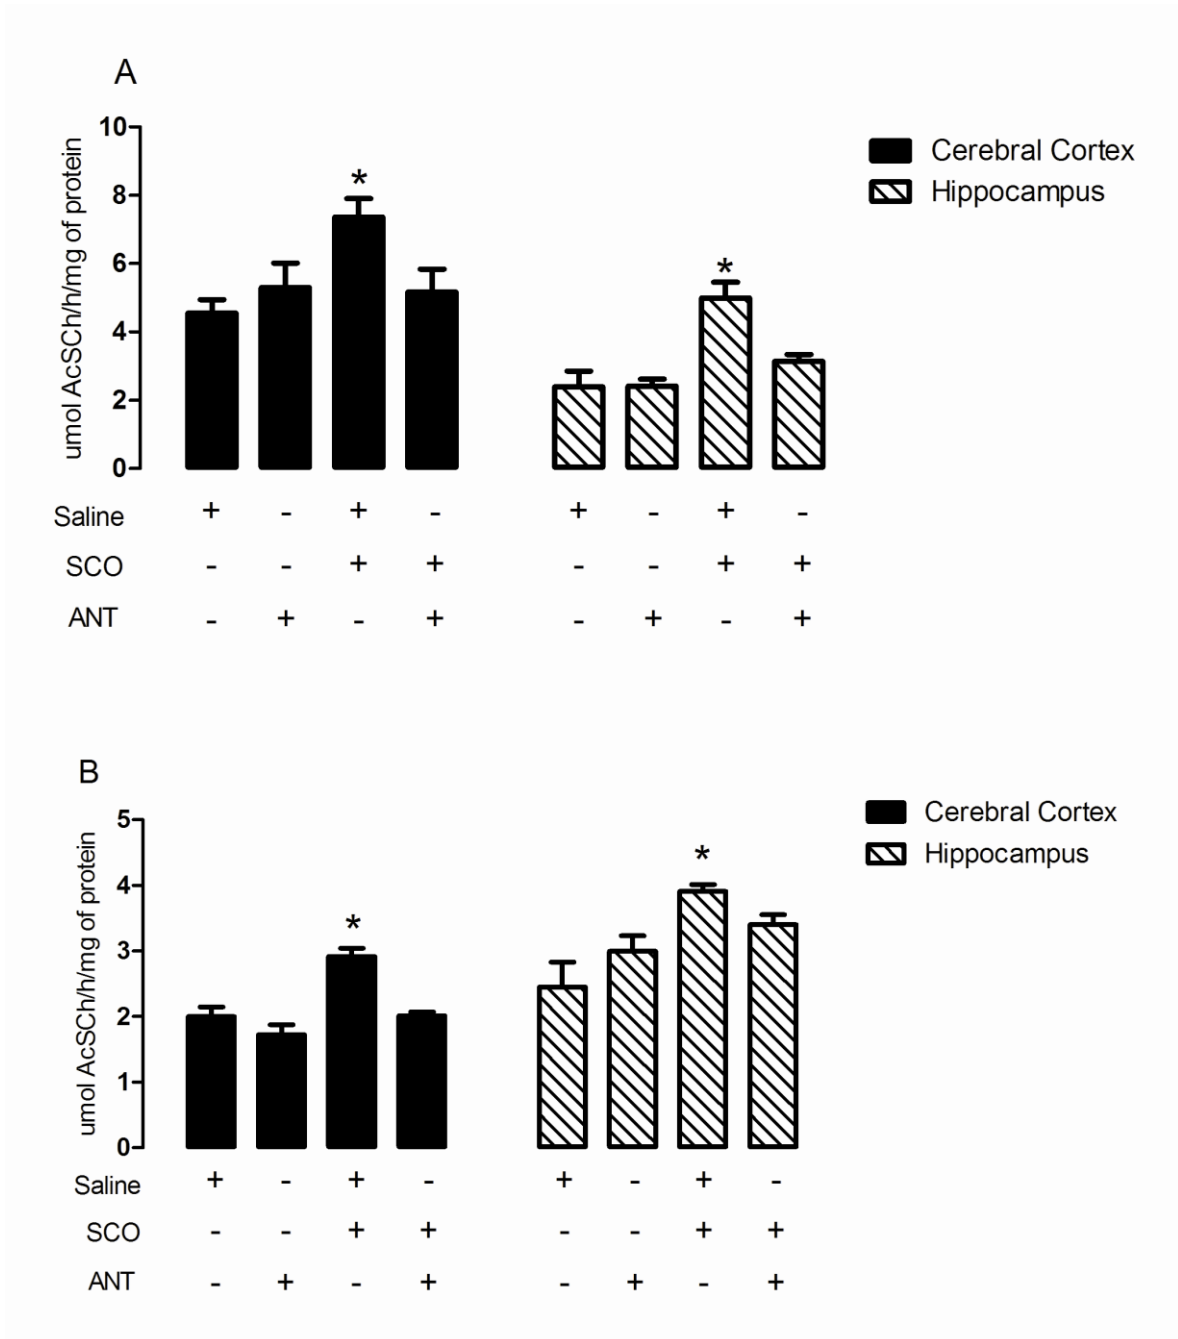 A
10
8
6
4
2
0
umol AcSCh/h/mg of protein
*
*
Cerebral Cortex
Hippocampus
Saline + - + - + - + -
SCO - - + + - - + +
ANT - + - + - + - +
B
5
4
3
2
1
0
umol AcSCh/h/mg of protein
*
*
Cerebral Cortex
Hippocampus
Saline + - + - + - + -
SCO - - + + - - + +
ANT - + - + - + - +